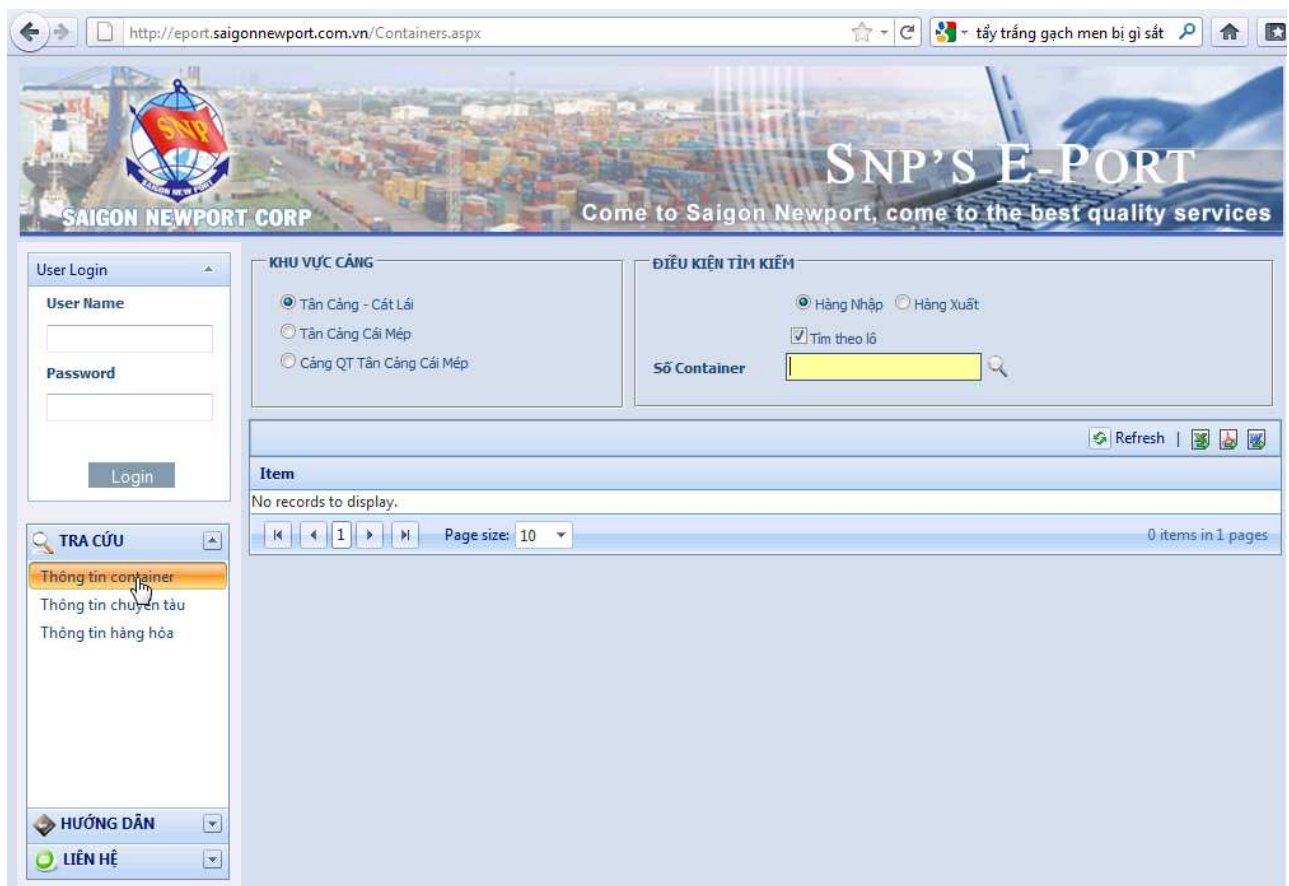 http://eport.saigonnewport.com.vn/Containers.aspx
tẩy trắng gạch men bị gỉ sắt
SNP
SAIGON NEW PORT
SAIGON NEWPORT CORP
SNP'S E-PORT
Come to Saigon Newport, come to the best quality services
User Login
User Name
Password
Login
KHU VỰC CẢNG
Tân Cảng - Cát Lái
Tân Cảng Cái Mép
Cảng QT Tân Cảng Cái Mép
ĐIỀU KIỆN TÌM KIẾM
Hàng Nhập Hàng Xuất
Tìm theo lô
Số Container
Refresh |
Item
No records to display.
1 Page size: 10 0 items in 1 pages
TRA CỨU
Thông tin container
Thông tin chuyến tàu
Thông tin hàng hóa
HƯỚNG DẪN
LIÊN HỆ